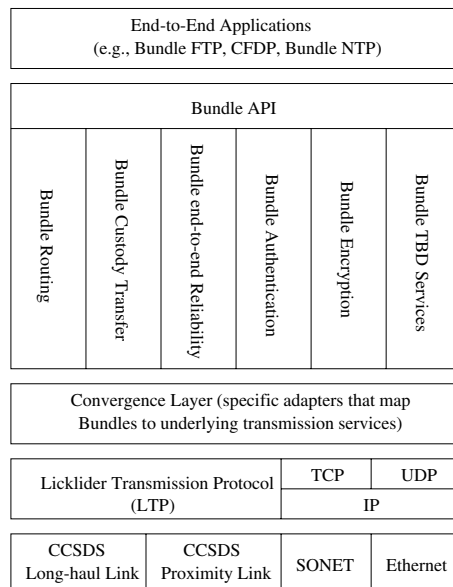 End-to-End Applications
(e.g., Bundle FTP, CFDP, Bundle NTP)
Bundle API
Bundle Routing
Bundle Custody Transfer
Bundle end-to-end Reliability
Bundle Authentication
Bundle Encryption
Bundle TBD Services
Convergence Layer (specific adapters that map
Bundles to underlying transmission services)
Licklider Transmission Protocol
(LTP)
TCP
UDP
IP
CCSDS
Long-haul Link
CCSDS
Proximity Link
SONET
Ethernet